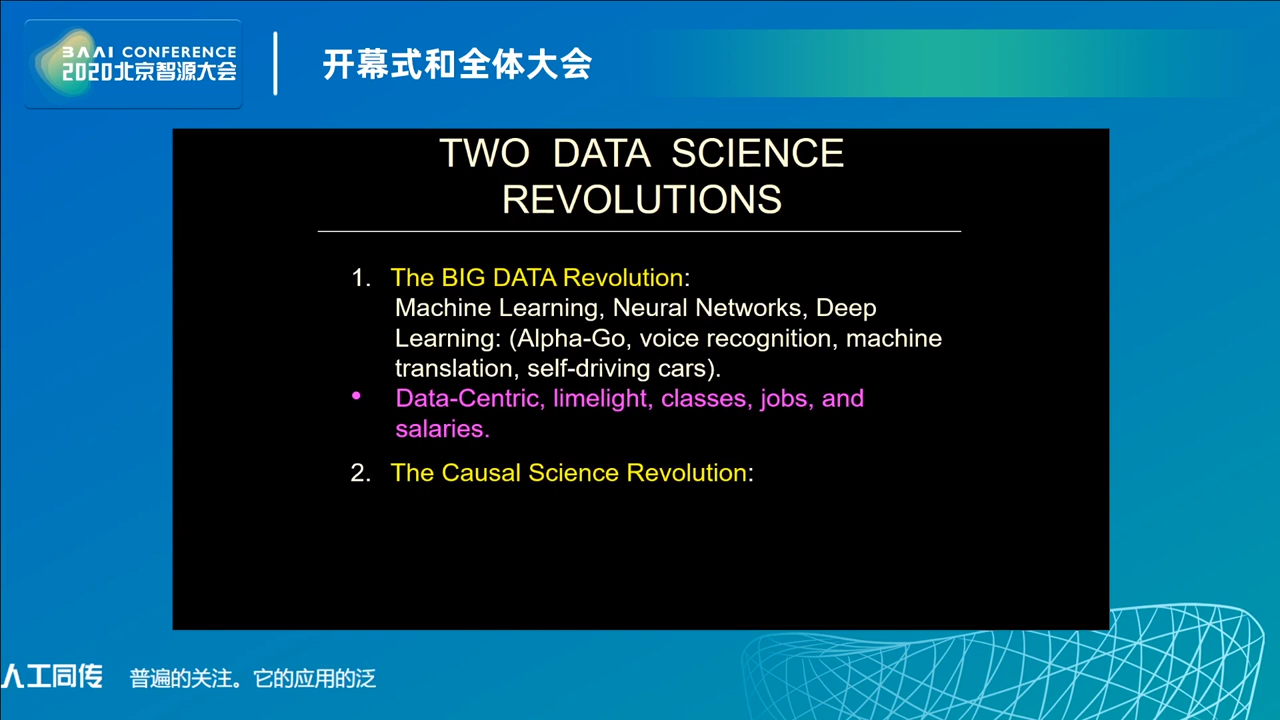 BAAI CONFERENCE
2020北京智源大会
开幕式和全体大会
TWO DATA SCIENCE
REVOLUTIONS
1. The BIG DATA Revolution:
Machine Learning, Neural Networks, Deep
Learning: (Alpha-Go, voice recognition, machine
translation, self-driving cars).
• Data-Centric, limelight, classes, jobs, and
salaries.
2. The Causal Science Revolution:
人工同传 普遍的关注。它的应用的泛